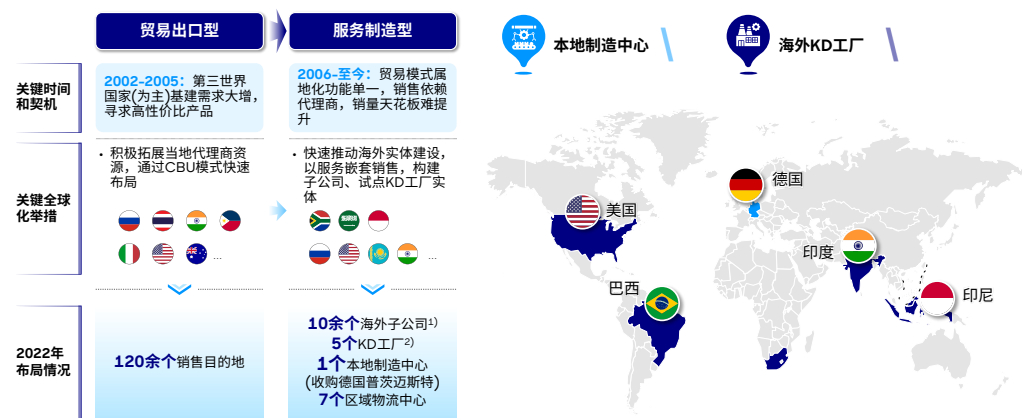 贸易出口型
服务制造型
关键时间
和契机
2002-2005：第三世界
国家(为主)基建需求大增，
寻求高性价比产品
2006-至今：贸易模式属
地化功能单一，销售依赖
代理商，销量天花板难提
升
关键全球
化举措
• 积极拓展当地代理商资
源，通过CBU模式快速
布局
...
• 快速推动海外实体建设，
以服务嵌套销售，构建
子公司、试点KD工厂实
体
...
2022年
布局情况
120余个销售目的地
10余个海外子公司1)
5个KD工厂2)
1个本地制造中心
(收购德国普茨迈斯特)
7个区域物流中心
本地制造中心
海外KD工厂
德国
美国
印度
巴西
印尼